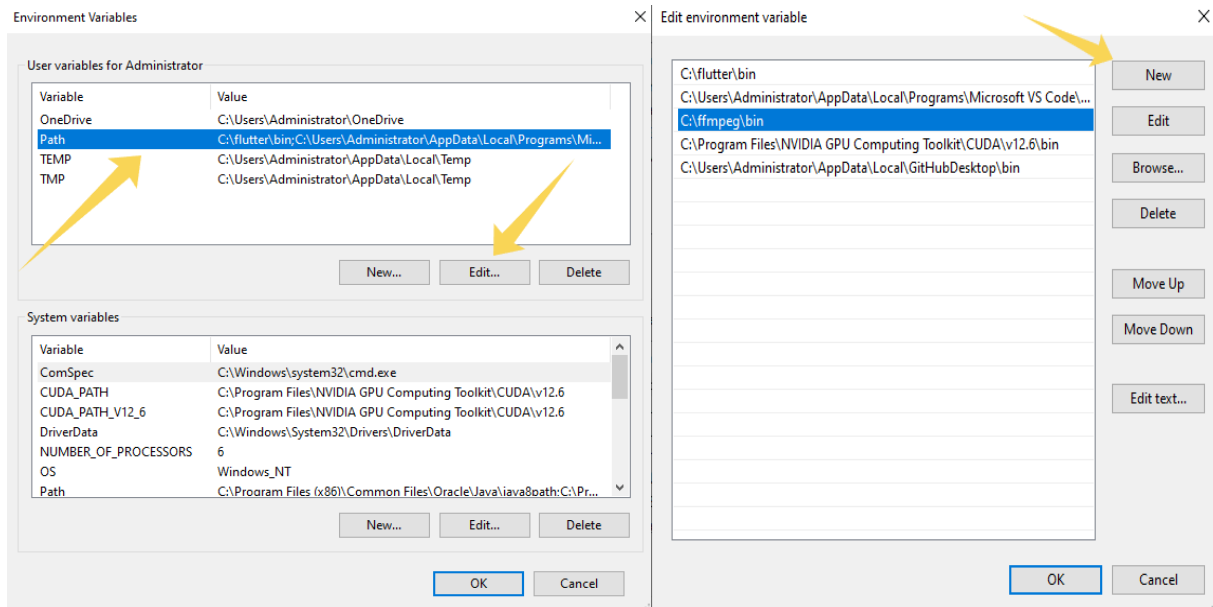 Environment Variables
User variables for Administrator
Variable Value
OneDrive C:\Users\Administrator\OneDrive
Path C:\flutter\bin;C:\Users\Administrator\AppData\Local\Programs\Mi...
TEMP C:\Users\Administrator\AppData\Local\Temp
TMP C:\Users\Administrator\AppData\Local\Temp
New... Edit... Delete
System variables
Variable Value
ComSpec C:\Windows\system32\cmd.exe
CUDA_PATH C:\Program Files\NVIDIA GPU Computing Toolkit\CUDA\v12.6
CUDA_PATH_V12_6 C:\Program Files\NVIDIA GPU Computing Toolkit\CUDA\v12.6
DriverData C:\Windows\System32\Drivers\DriverData
NUMBER_OF_PROCESSORS 6
OS Windows_NT
Path C:\Program Files (x86)\Common Files\Oracle\Java\java8path;C:\Pr...
New... Edit... Delete
OK Cancel
Edit environment variable
C:\flutter\bin
C:\Users\Administrator\AppData\Local\Programs\Microsoft VS Code\...
C:\ffmpeg\bin
C:\Program Files\NVIDIA GPU Computing Toolkit\CUDA\v12.6\bin
C:\Users\Administrator\AppData\Local\GitHubDesktop\bin
New
Edit
Browse...
Delete
Move Up
Move Down
Edit text...
OK Cancel